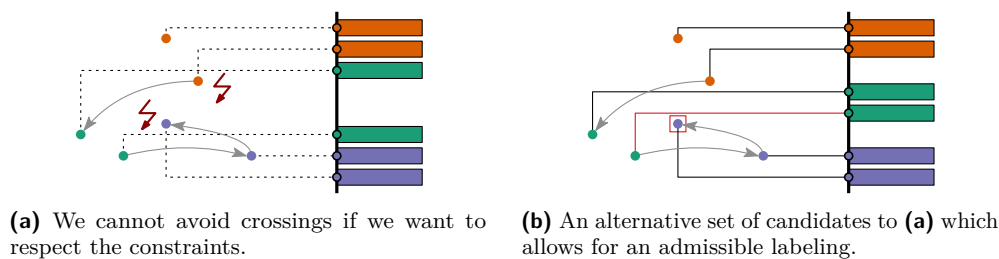 (a) We cannot avoid crossings if we want to
respect the constraints.
(b) An alternative set of candidates to (a) which
allows for an admissible labeling.